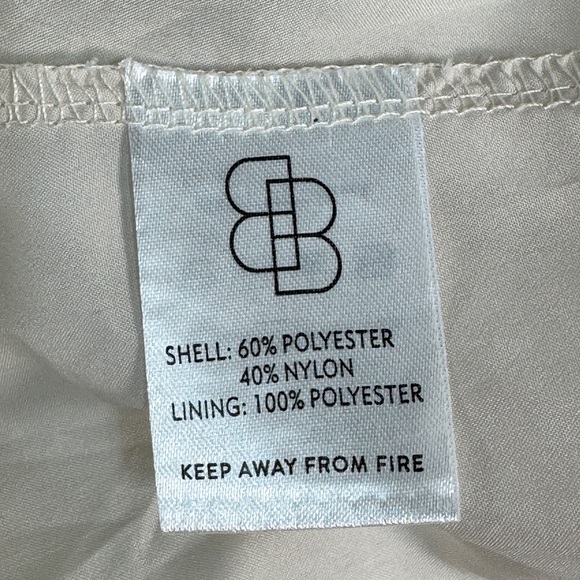 SHELL: 60% POLYESTER
40% NYLON
LINING: 100% POLYESTER
KEEP AWAY FROM FIRE